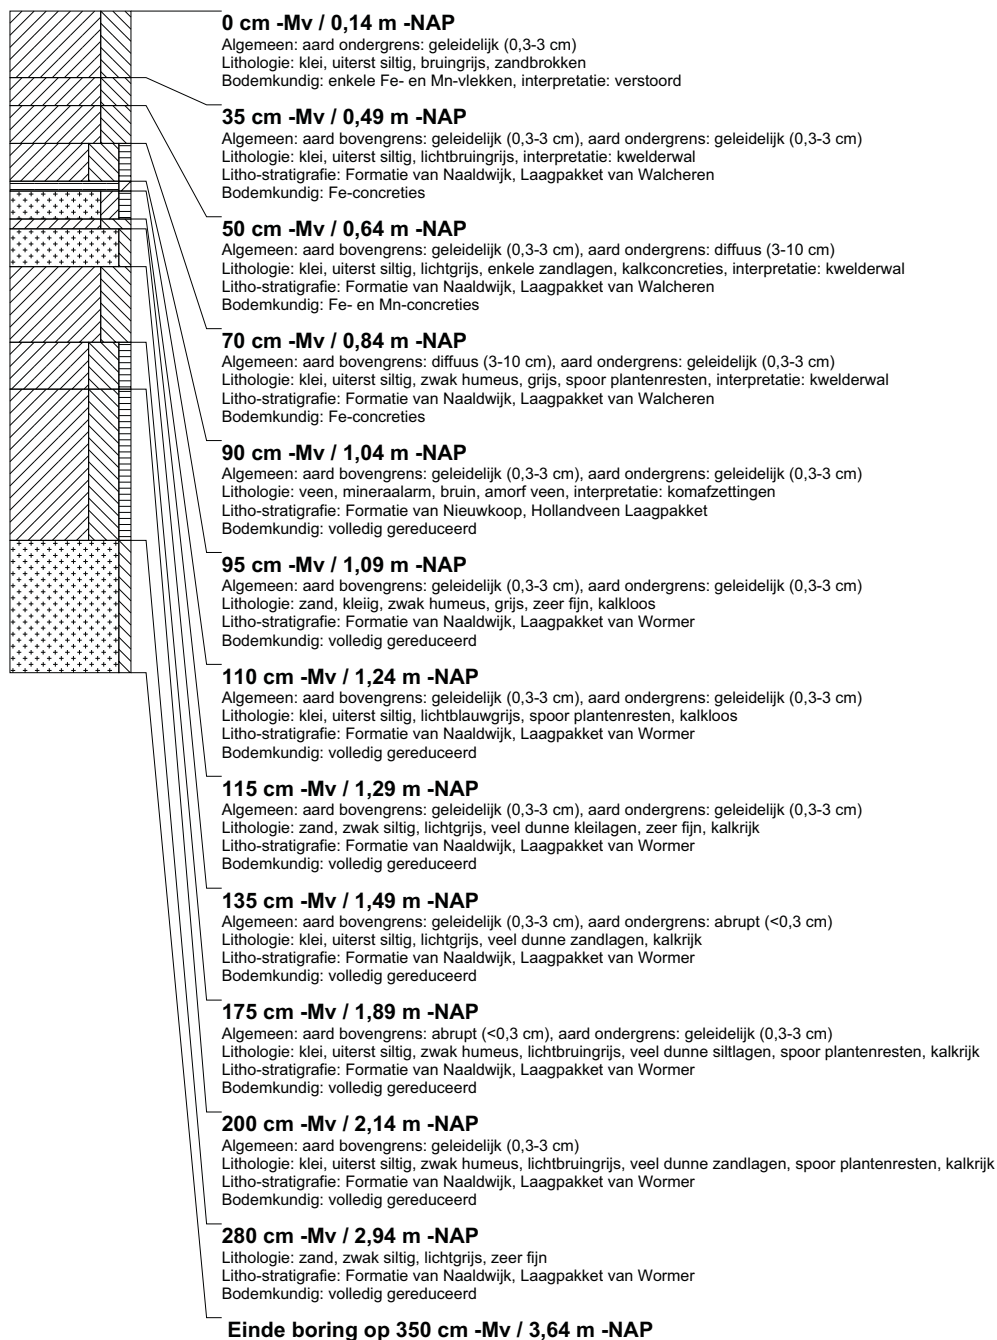 0 cm -Mv / 0,14 m -NAP
Algemeen: aard ondergrens: geleidelijk (0,3-3 cm)
Lithologie: klei, uiterst siltig, bruingrijs, zandbrokken
Bodemkundig: enkele Fe- en Mn-vlekken, interpretatie: verstoord
35 cm -Mv / 0,49 m -NAP
Algemeen: aard bovengrens: geleidelijk (0,3-3 cm), aard ondergrens: geleidelijk (0,3-3 cm)
Lithologie: klei, uiterst siltig, lichtbruingrijs, interpretatie: kwelderwal
Litho-stratigrafie: Formatie van Naaldwijk, Laagpakket van Walcheren
Bodemkundig: Fe-concreties
50 cm -Mv / 0,64 m -NAP
Algemeen: aard bovengrens: geleidelijk (0,3-3 cm), aard ondergrens: diffuus (3-10 cm)
Lithologie: klei, uiterst siltig, lichtgrijs, enkele zandlagen, kalkconcreties, interpretatie: kwelderwal
Litho-stratigrafie: Formatie van Naaldwijk, Laagpakket van Walcheren
Bodemkundig: Fe- en Mn-concreties
70 cm -Mv / 0,84 m -NAP
Algemeen: aard bovengrens: diffuus (3-10 cm), aard ondergrens: geleidelijk (0,3-3 cm)
Lithologie: klei, uiterst siltig, zwak humeus, grijs, spoor plantenresten, interpretatie: kwelderwal
Litho-stratigrafie: Formatie van Naaldwijk, Laagpakket van Walcheren
Bodemkundig: Fe-concreties
90 cm -Mv / 1,04 m -NAP
Algemeen: aard bovengrens: geleidelijk (0,3-3 cm), aard ondergrens: geleidelijk (0,3-3 cm)
Lithologie: veen, mineraalarm, bruin, amorf veen, interpretatie: komafzettingen
Litho-stratigrafie: Formatie van Nieuwkoop, Hollandveen Laagpakket
Bodemkundig: volledig gereduceerd
95 cm -Mv / 1,09 m -NAP
Algemeen: aard bovengrens: geleidelijk (0,3-3 cm), aard ondergrens: geleidelijk (0,3-3 cm)
Lithologie: zand, kleiig, zwak humeus, grijs, zeer fijn, kalkloos
Litho-stratigrafie: Formatie van Naaldwijk, Laagpakket van Wormer
Bodemkundig: volledig gereduceerd
110 cm -Mv / 1,24 m -NAP
Algemeen: aard bovengrens: geleidelijk (0,3-3 cm), aard ondergrens: geleidelijk (0,3-3 cm)
Lithologie: klei, uiterst siltig, lichtblauwgrijs, spoor plantenresten, kalkloos
Litho-stratigrafie: Formatie van Naaldwijk, Laagpakket van Wormer
Bodemkundig: volledig gereduceerd
115 cm -Mv / 1,29 m -NAP
Algemeen: aard bovengrens: geleidelijk (0,3-3 cm), aard ondergrens: geleidelijk (0,3-3 cm)
Lithologie: zand, zwak siltig, lichtgrijs, veel dunne kleilagen, zeer fijn, kalkrijk
Litho-stratigrafie: Formatie van Naaldwijk, Laagpakket van Wormer
Bodemkundig: volledig gereduceerd
135 cm -Mv / 1,49 m -NAP
Algemeen: aard bovengrens: geleidelijk (0,3-3 cm), aard ondergrens: abrupt (<0,3 cm)
Lithologie: klei, uiterst siltig, lichtgrijs, veel dunne zandlagen, kalkrijk
Litho-stratigrafie: Formatie van Naaldwijk, Laagpakket van Wormer
Bodemkundig: volledig gereduceerd
175 cm -Mv / 1,89 m -NAP
Algemeen: aard bovengrens: abrupt (<0,3 cm), aard ondergrens: geleidelijk (0,3-3 cm)
Lithologie: klei, uiterst siltig, zwak humeus, lichtbruingrijs, veel dunne siltlagen, spoor plantenresten, kalkrijk
Litho-stratigrafie: Formatie van Naaldwijk, Laagpakket van Wormer
Bodemkundig: volledig gereduceerd
200 cm -Mv / 2,14 m -NAP
Algemeen: aard bovengrens: geleidelijk (0,3-3 cm)
Lithologie: klei, uiterst siltig, zwak humeus, lichtbruingrijs, veel dunne zandlagen, spoor plantenresten, kalkrijk
Litho-stratigrafie: Formatie van Naaldwijk, Laagpakket van Wormer
Bodemkundig: volledig gereduceerd
280 cm -Mv / 2,94 m -NAP
Lithologie: zand, zwak siltig, lichtgrijs, zeer fijn
Litho-stratigrafie: Formatie van Naaldwijk, Laagpakket van Wormer
Bodemkundig: volledig gereduceerd
Einde boring op 350 cm -Mv / 3,64 m -NAP